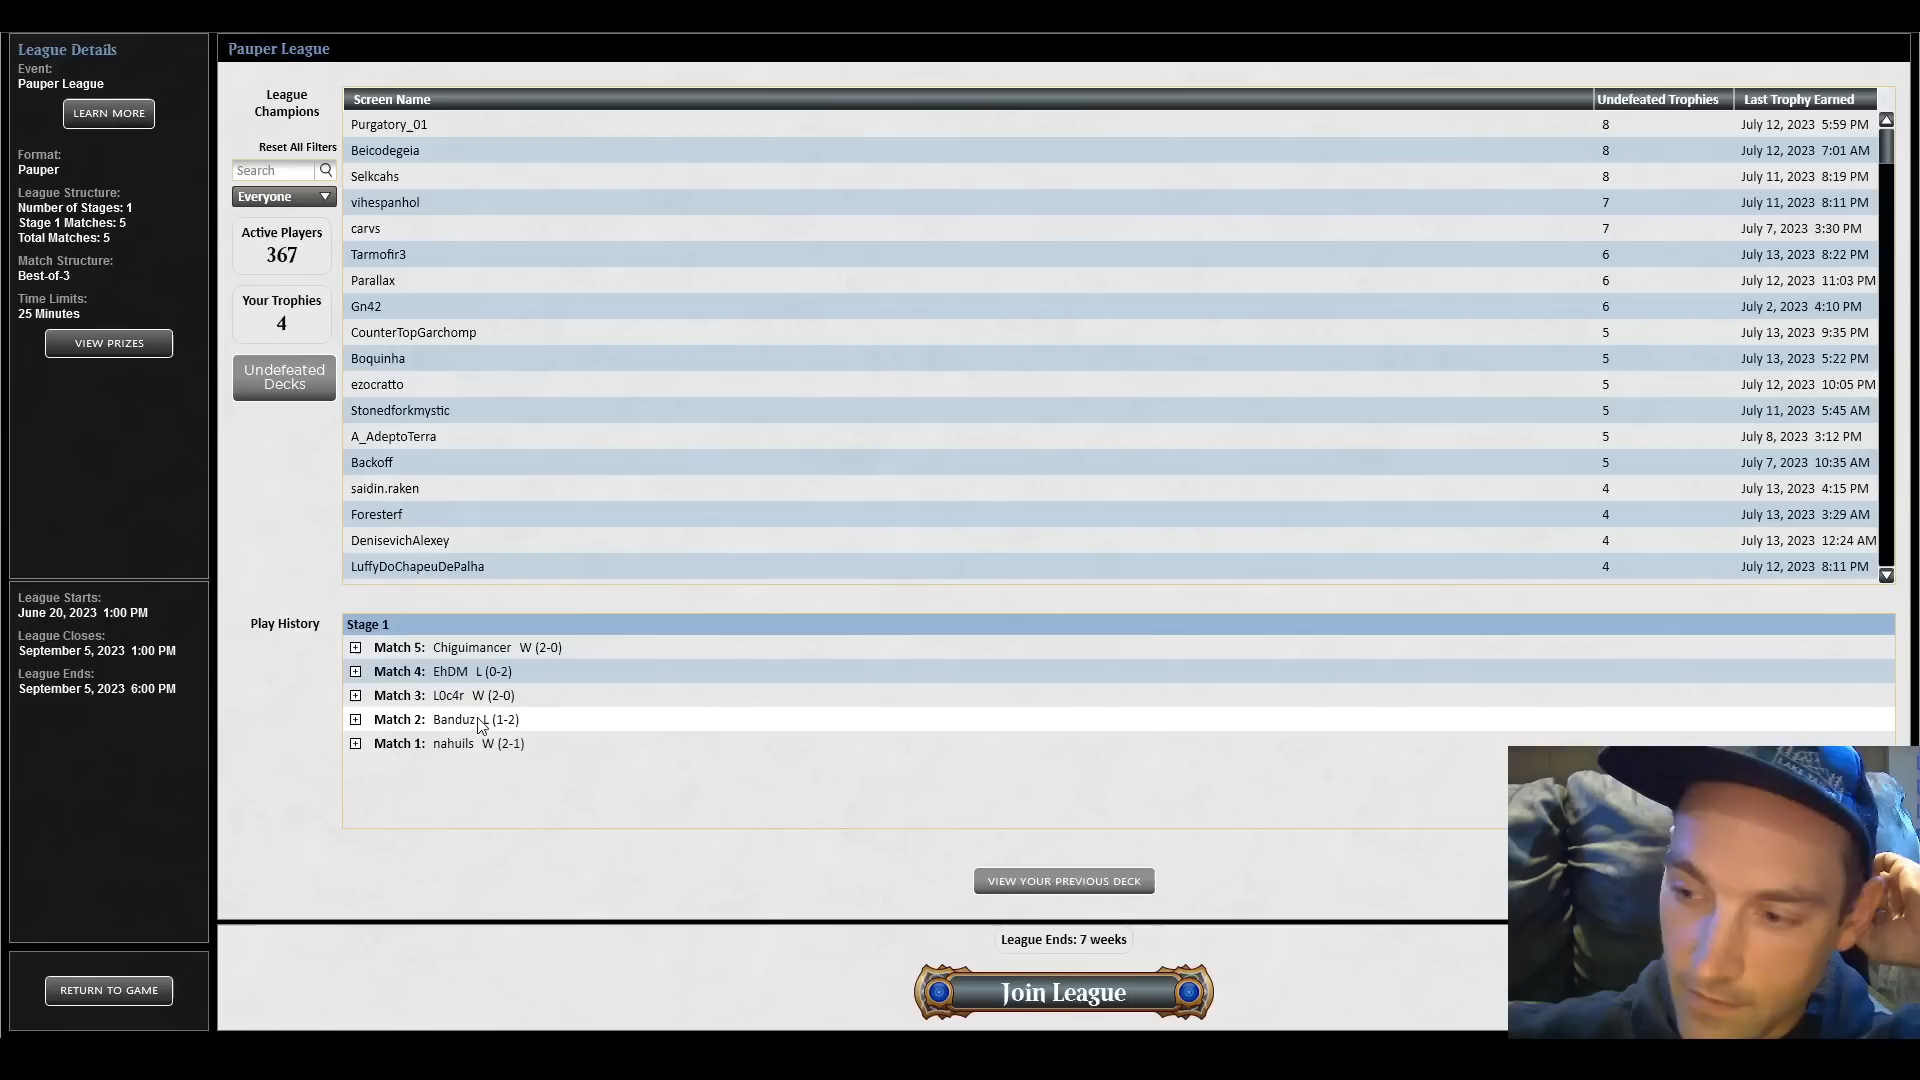 League Details
Event:
Pauper League
LEARN MORE
Format:
Pauper
League Structure:
Number of Stages: 1
Stage 1 Matches: 5
Total Matches: 5
Match Structure:
Best-of-3
Time Limits:
25 Minutes
VIEW PRIZES
League Starts:
June 20, 2023 1:00 PM
League Closes:
September 5, 2023 1:00 PM
League Ends:
September 5, 2023 6:00 PM
RETURN TO GAME
Pauper League
League
Champions
Reset All Filters
Search
Everyone
Active Players
367
Your Trophies
4
Undefeated
Decks
Screen Name Undefeated Trophies Last Trophy Earned
Purgatory_01 8 July 12, 2023 5:59 PM
Beicodegeia 8 July 12, 2023 7:01 AM
Selkcahs 8 July 11, 2023 8:19 PM
vihespanhol 7 July 11, 2023 8:11 PM
carvs 7 July 7, 2023 3:30 PM
Tarmofir3 6 July 13, 2023 8:22 PM
Parallax 6 July 12, 2023 11:03 PM
Gn42 6 July 2, 2023 4:10 PM
CounterTopGarchomp 5 July 13, 2023 9:35 PM
Boquinha 5 July 13, 2023 5:22 PM
ezocratto 5 July 12, 2023 10:05 PM
Stonedforkmystic 5 July 11, 2023 5:45 AM
A_AdeptoTerra 5 July 8, 2023 3:12 PM
Backoff 5 July 7, 2023 10:35 AM
saidin.raken 4 July 13, 2023 4:15 PM
Foresterf 4 July 13, 2023 3:29 AM
DenisevichAlexey 4 July 13, 2023 12:24 AM
LuffyDoChapeuDePalha 4 July 12, 2023 8:11 PM
Play History
Stage 1
Match 5: Chiguimancer W (2-0)
Match 4: EhDM L (0-2)
Match 3: L0c4r W (2-0)
Match 2: Banduz L (1-2)
Match 1: nahuils W (2-1)
VIEW YOUR PREVIOUS DECK
League Ends: 7 weeks
Join League